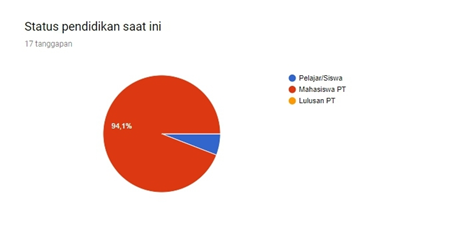 Status pendidikan saat ini
17 tanggapan
Pelajar/Siswa
Mahasiswa PT
Lulusan PT
94,1%